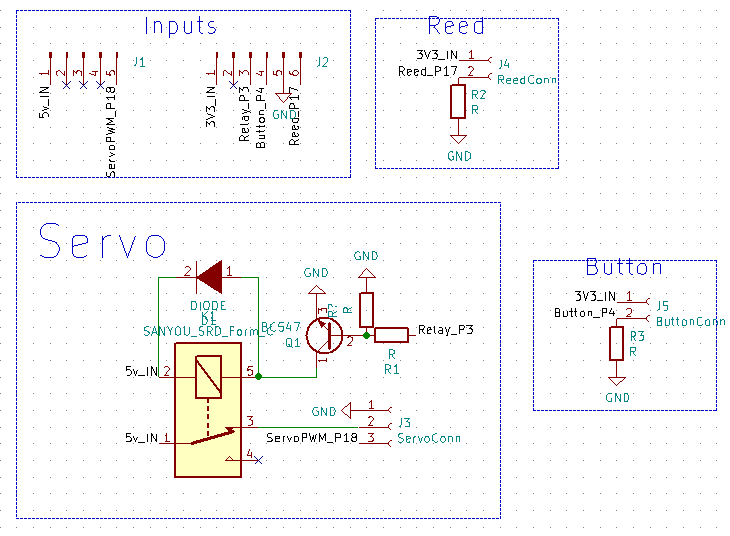 Inputs
J1
1
2
3
4
5
5v_IN
ServoPWM_P18
J2
1
2
3
4
5
6
3V3_IN
Relay_P3
Button_P4
GND
Reed_P17
Reed
3V3_IN 1
Reed_P17 2
J4
ReedConn
R2
R
GND
Servo
2 1
DIODE
K1
SANYOU_SRD_Form_C
5v_IN 2
5
5v_IN 1
3
4
GND
GND
R?
R
3
BC547
Q1
2
1
Relay_P3
R
R1
GND 1
2
ServoPWM_P18 3
J3
ServoConn
Button
3V3_IN 1
Button_P4 2
J5
ButtonConn
R3
R
GND